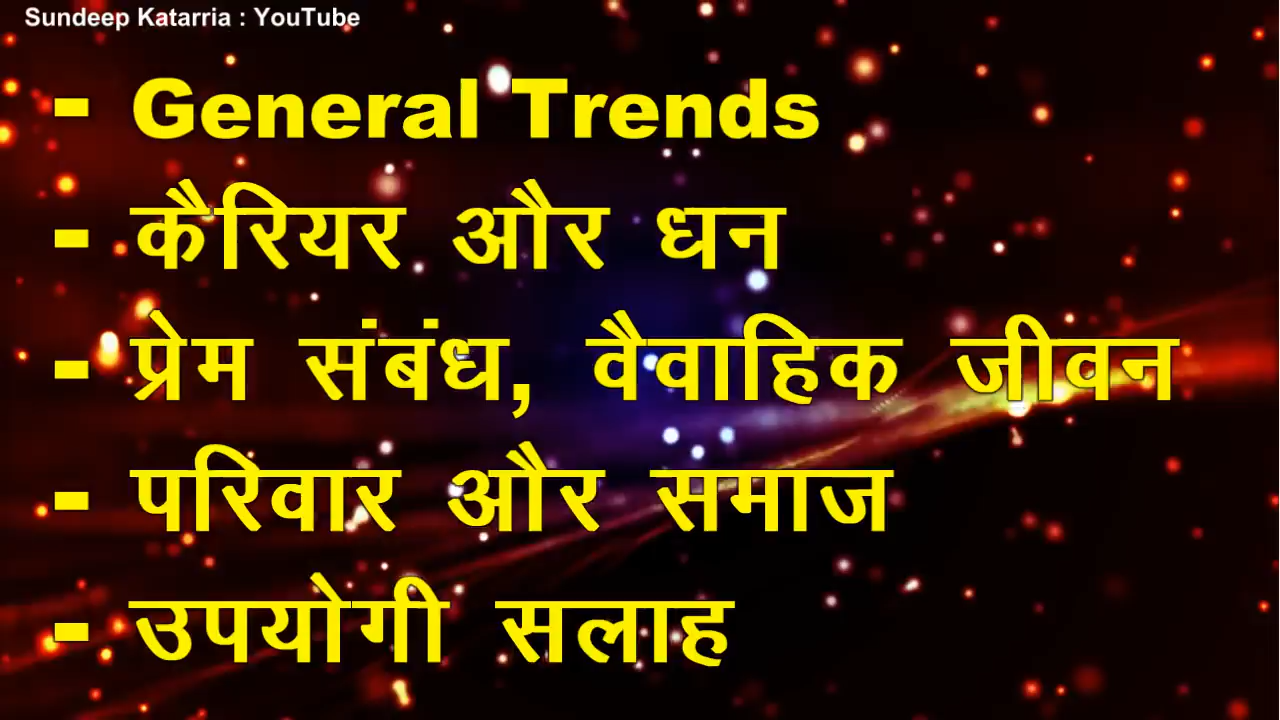 Sundeep Katarria : YouTube
- General Trends
- कैरियर और धन
- प्रेम संबंध, वैवाहिक जीवन
- परिवार और समाज
- उपयोगी सलाह